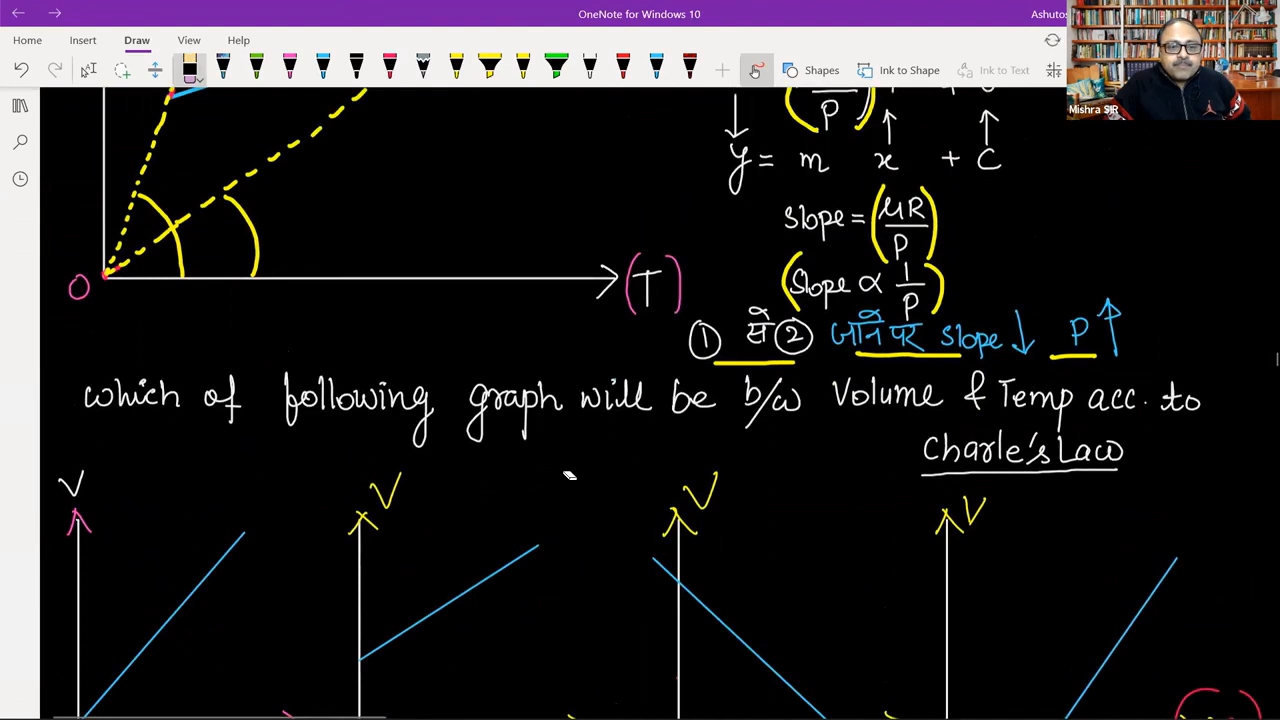 OneNote for Windows 10
Ashuto
Home Insert Draw View Help
Shapes Ink to Shape Ink to Text
Mishra SIR
P
y = m x + C
Slope = (μR/P)
(Slope ∝ 1/P)
O
(T)
① से ② जाने पर Slope ↓ P ↑
which of following graph will be b/w Volume & Temp acc. to
Charle's Law
V V V V